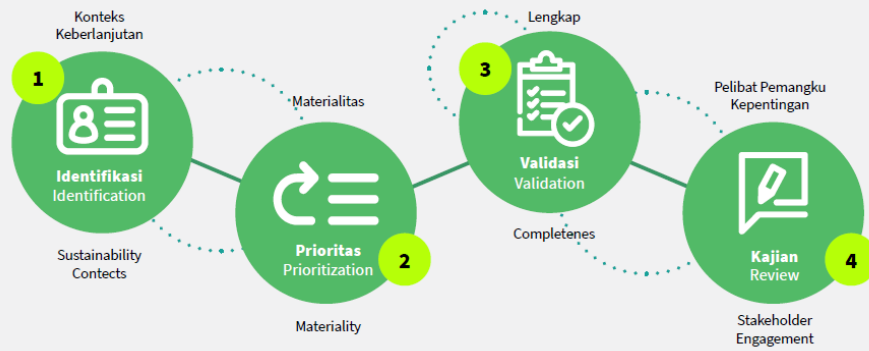 Konteks
Keberlanjutan
1
Identifikasi
Identification
Sustainability
Contects
Materialitas
Prioritas
Prioritization
2
Materiality
Lengkap
3
Validasi
Validation
Completenes
Pelibat Pemangku
Kepentingan
Kajian
Review
4
Stakeholder
Engagement